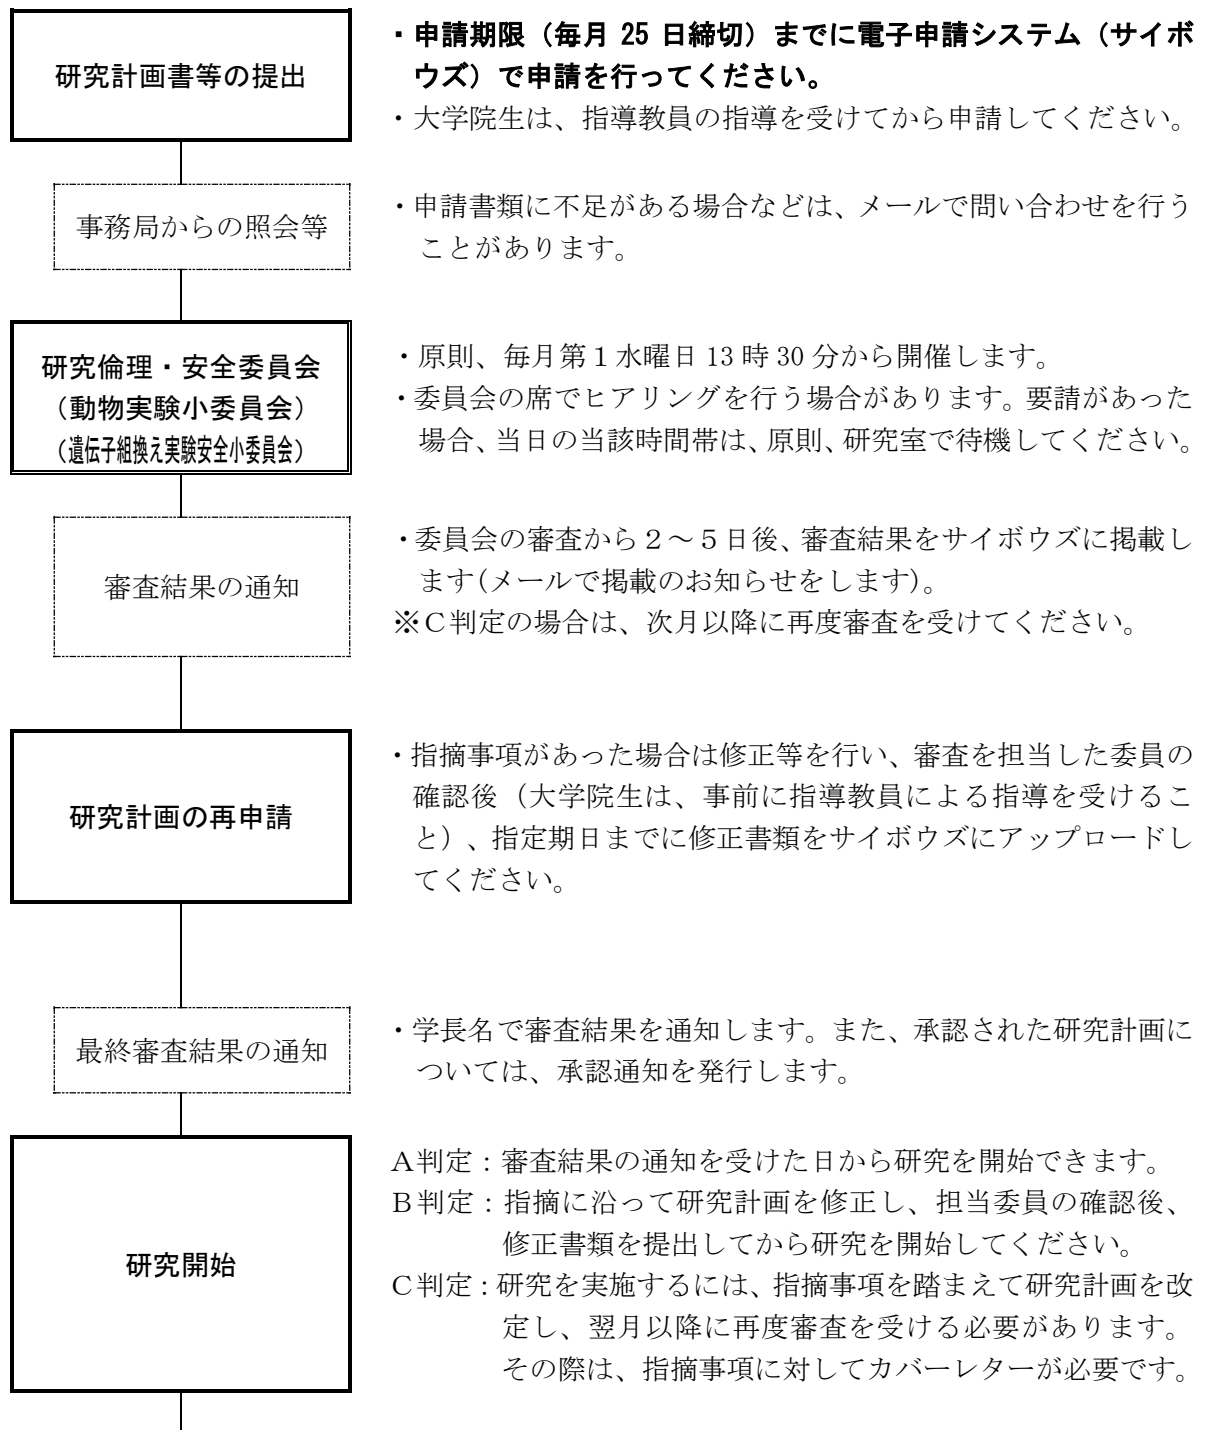 研究計画書等の提出
・申請期限（毎月 25 日締切）までに電子申請システム（サイボ
ウズ）で申請を行ってください。
・大学院生は、指導教員の指導を受けてから申請してください。
事務局からの照会等
・申請書類に不足がある場合などは、メールで問い合わせを行う
ことがあります。
研究倫理・安全委員会
（動物実験小委員会）
（遺伝子組換え実験安全小委員会）
・原則、毎月第１水曜日 13 時 30 分から開催します。
・委員会の席でヒアリングを行う場合があります。要請があった
場合、当日の当該時間帯は、原則、研究室で待機してください。
審査結果の通知
・委員会の審査から２～５日後、審査結果をサイボウズに掲載し
ます(メールで掲載のお知らせをします)。
※Ｃ判定の場合は、次月以降に再度審査を受けてください。
研究計画の再申請
・指摘事項があった場合は修正等を行い、審査を担当した委員の
確認後（大学院生は、事前に指導教員による指導を受けるこ
と）、指定期日までに修正書類をサイボウズにアップロードし
てください。
最終審査結果の通知
・学長名で審査結果を通知します。また、承認された研究計画に
ついては、承認通知を発行します。
研究開始
Ａ判定：審査結果の通知を受けた日から研究を開始できます。
Ｂ判定：指摘に沿って研究計画を修正し、担当委員の確認後、
修正書類を提出してから研究を開始してください。
Ｃ判定：研究を実施するには、指摘事項を踏まえて研究計画を改
定し、翌月以降に再度審査を受ける必要があります。
その際は、指摘事項に対してカバーレターが必要です。